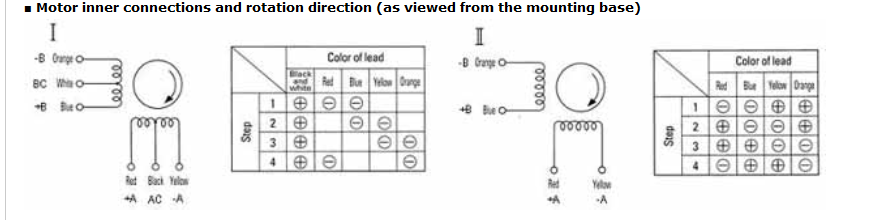 ▪ Motor inner connections and rotation direction (as viewed from the mounting base)
I
-B Orange
BC White
+B Blue
Red Black Yellow
+A AC -A
Color of lead
Black and white Red Blue Yellow Orange
Step
1 ⊕ ⊖ ⊖
2 ⊕ ⊖ ⊖
3 ⊕ ⊖ ⊖
4 ⊕ ⊖ ⊖
II
-B Orange
+B Blue
Red Yellow
+A -A
Color of lead
Red Blue Yellow Orange
Step
1 ⊖ ⊖ ⊕ ⊕
2 ⊕ ⊖ ⊖ ⊕
3 ⊕ ⊕ ⊖ ⊖
4 ⊖ ⊕ ⊕ ⊖